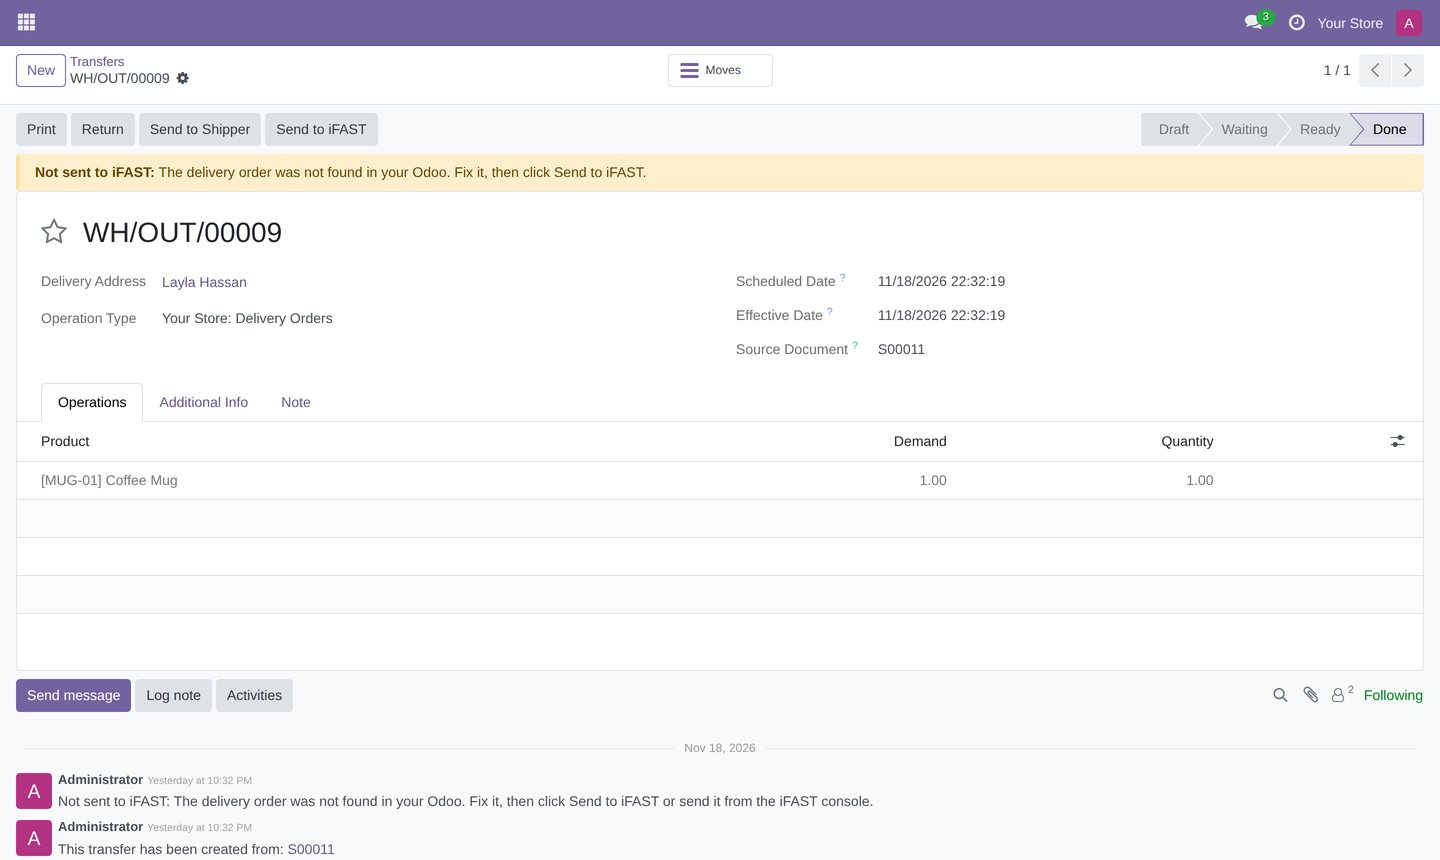 3
Your Store
A
New
Transfers
WH/OUT/00009
Moves
1 / 1
Print
Return
Send to Shipper
Send to iFAST
Draft
Waiting
Ready
Done
Not sent to iFAST: The delivery order was not found in your Odoo. Fix it, then click Send to iFAST.
WH/OUT/00009
Delivery Address Layla Hassan
Operation Type Your Store: Delivery Orders
Scheduled Date ? 11/18/2026 22:32:19
Effective Date ? 11/18/2026 22:32:19
Source Document ? S00011
Operations
Additional Info
Note
Product Demand Quantity
[MUG-01] Coffee Mug 1.00 1.00
Send message
Log note
Activities
2
Following
Nov 18, 2026
A
Administrator Yesterday at 10:32 PM
Not sent to iFAST: The delivery order was not found in your Odoo. Fix it, then click Send to iFAST or send it from the iFAST console.
A
Administrator Yesterday at 10:32 PM
This transfer has been created from: S00011